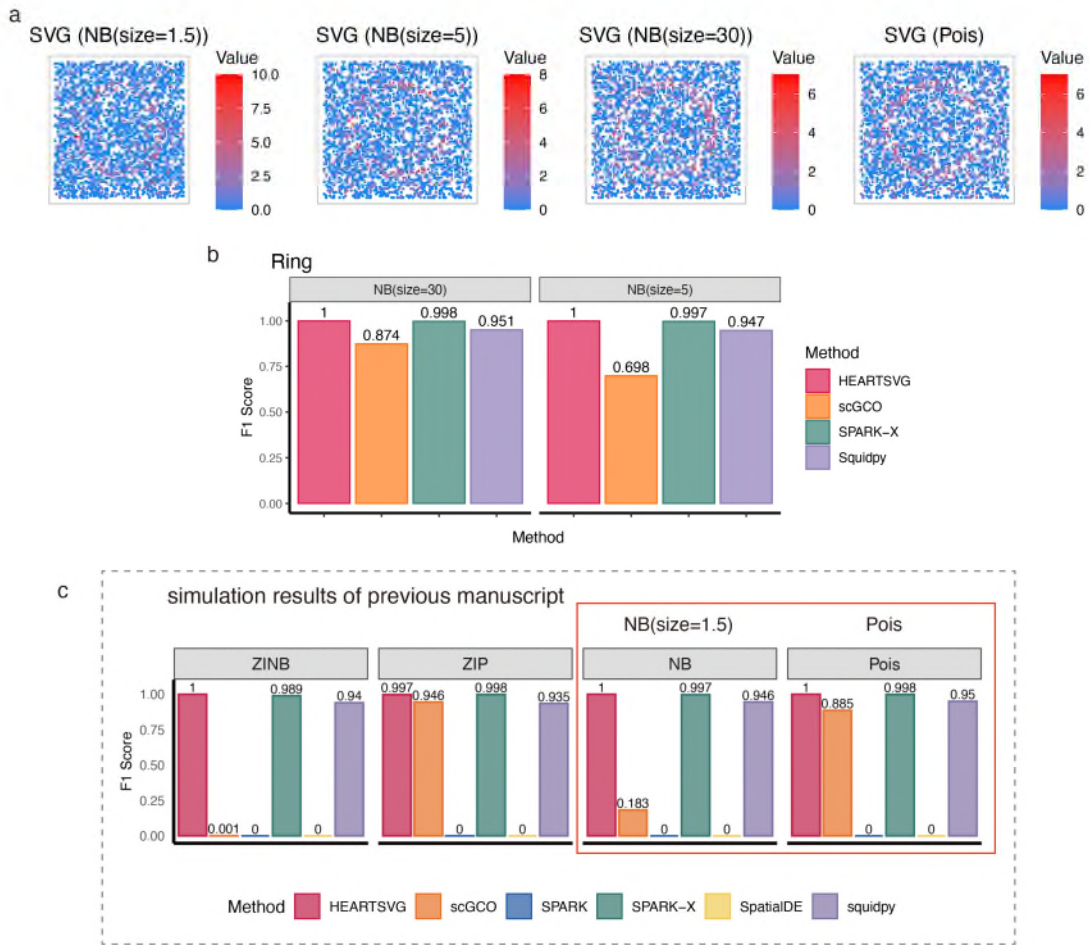 a
SVG (NB(size=1.5))
Value
10.0
7.5
5.0
2.5
0.0
SVG (NB(size=5))
Value
8
6
4
2
0
SVG (NB(size=30))
Value
6
4
2
0
SVG (Pois)
Value
6
4
2
0
b
Ring
NB(size=30)
NB(size=5)
F1 Score
1.00
0.75
0.50
0.25
0.00
1
0.874
0.998
0.951
1
0.698
0.997
0.947
Method
Method
HEARTSVG
scGCO
SPARK-X
Squidpy
c
simulation results of previous manuscript
NB(size=1.5)
Pois
ZINB
ZIP
NB
Pois
F1 Score
1.00
0.75
0.50
0.25
0.00
1
0.001
0
0.989
0
0.94
0.997
0.946
0
0.998
0
0.935
1
0.183
0
0.997
0
0.946
1
0.885
0
0.998
0
0.95
Method
HEARTSVG
scGCO
SPARK
SPARK-X
SpatialDE
squidpy